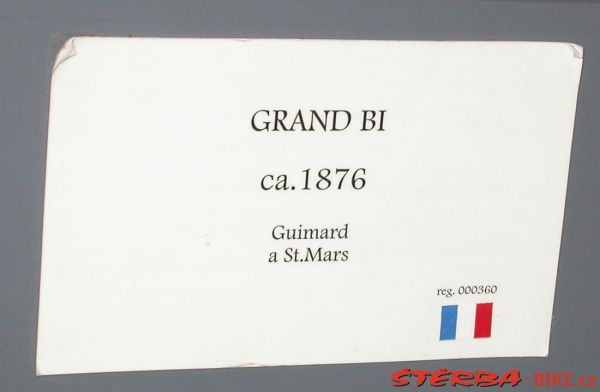 GRAND BI
ca.1876
Guimard
a St.Mars
reg. 000360
ŠTĚRBA-BIKE.cz